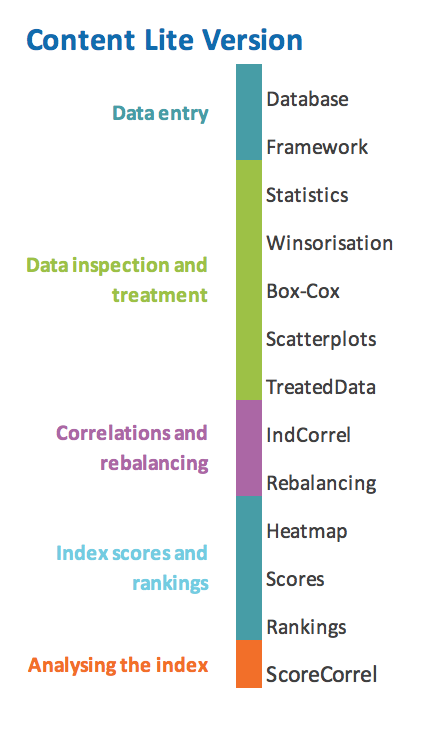 Content Lite Version
Data entry
Database
Framework
Data inspection and
treatment
Statistics
Winsorisation
Box-Cox
Scatterplots
TreatedData
Correlations and
rebalancing
IndCorrel
Rebalancing
Index scores and
rankings
Heatmap
Scores
Rankings
Analysing the index
ScoreCorrel